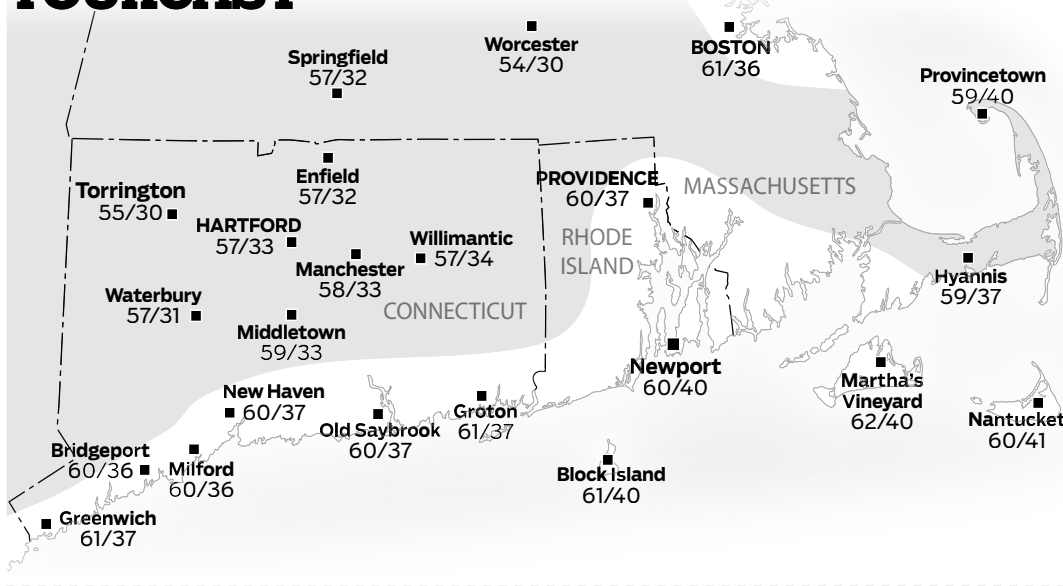 Worcester
54/30
BOSTON
61/36
Springfield
57/32
Provincetown
59/40
Enfield
57/32
PROVIDENCE
60/37
MASSACHUSETTS
Torrington
55/30
HARTFORD
57/33
Willimantic
57/34
RHODE
ISLAND
Manchester
58/33
Hyannis
59/37
Waterbury
57/31
CONNECTICUT
Middletown
59/33
Newport
60/40
Martha's
Vineyard
62/40
New Haven
60/37
Groton
61/37
Nantucket
60/41
Old Saybrook
60/37
Bridgeport
60/36
Milford
60/36
Block Island
61/40
Greenwich
61/37